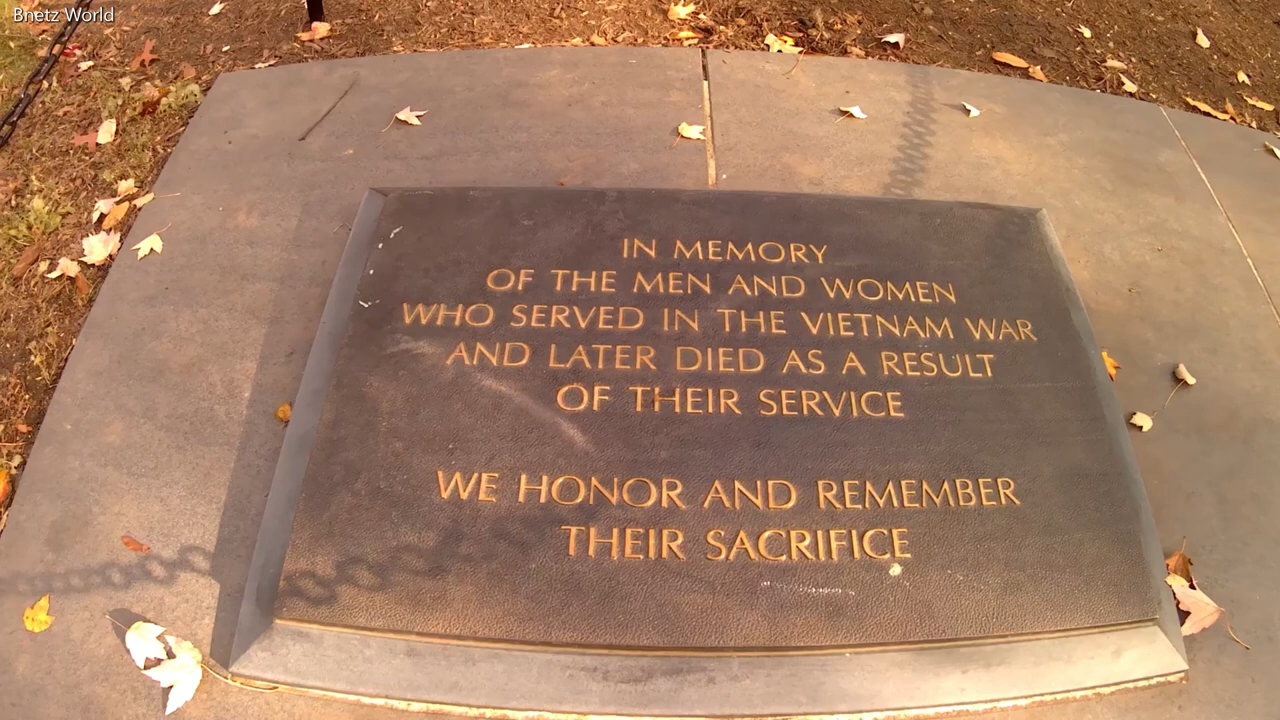 Bnetz World
IN MEMORY
OF THE MEN AND WOMEN
WHO SERVED IN THE VIETNAM WAR
AND LATER DIED AS A RESULT
OF THEIR SERVICE
WE HONOR AND REMEMBER
THEIR SACRIFICE